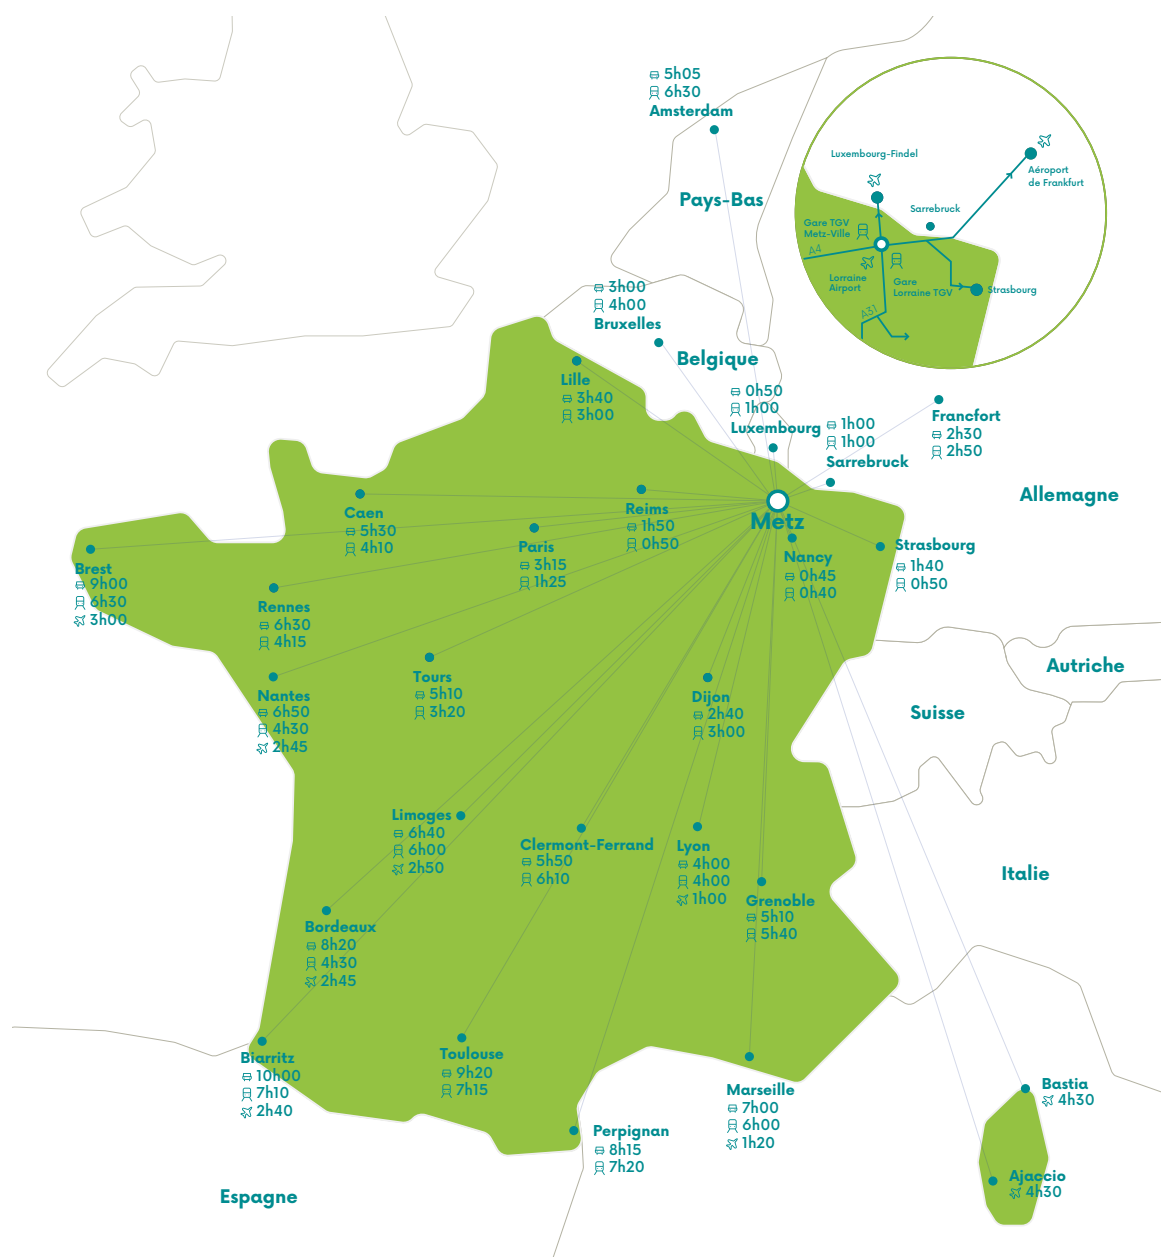 5h05
6h30
Amsterdam
Pays-Bas
Luxembourg-Findel
Aéroport
de Frankfurt
Sarrebruck
Gare TGV
Metz-Ville
A4
Lorraine
Airport
Gare
Lorraine TGV
Strasbourg
A31
3h00
4h00
Bruxelles
Belgique
Lille
3h40
3h00
0h50
1h00
Luxembourg
1h00
1h00
Sarrebruck
Francfort
2h30
2h50
Allemagne
Metz
Caen
5h30
4h10
Reims
1h50
0h50
Paris
3h15
1h25
Nancy
0h45
0h40
Strasbourg
1h40
0h50
Brest
9h00
6h30
3h00
Rennes
6h30
4h15
Nantes
6h50
4h30
2h45
Tours
5h10
3h20
Dijon
2h40
3h00
Autriche
Suisse
Limoges
6h40
6h00
2h50
Clermont-Ferrand
5h50
6h10
Lyon
4h00
4h00
1h00
Grenoble
5h10
5h40
Italie
Bordeaux
8h20
4h30
2h45
Biarritz
10h00
7h10
2h40
Toulouse
9h20
7h15
Marseille
7h00
6h00
1h20
Perpignan
8h15
7h20
Bastia
4h30
Ajaccio
4h30
Espagne